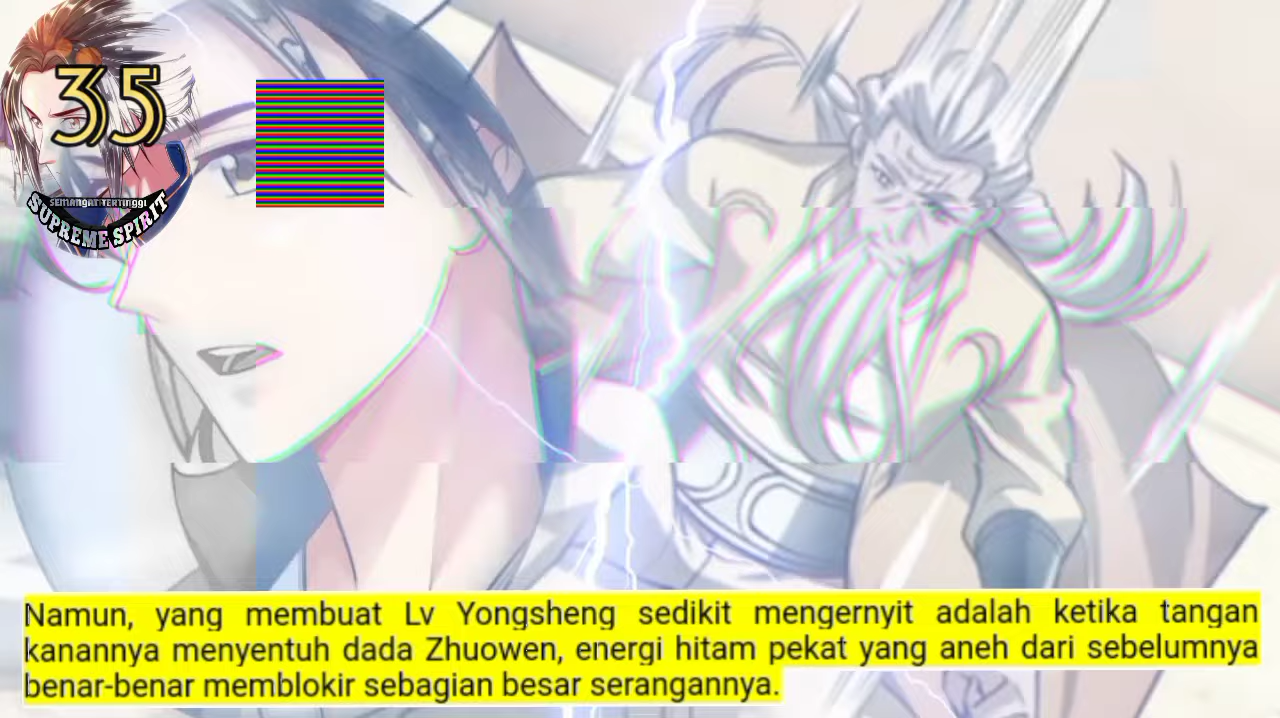 35
SEMANGAT TERTINGGI
SUPREME SPIRIT
Namun, yang membuat Lv Yongsheng sedikit mengernyit adalah ketika tangan
kanannya menyentuh dada Zhuowen, energi hitam pekat yang aneh dari sebelumnya
benar-benar memblokir sebagian besar serangannya.